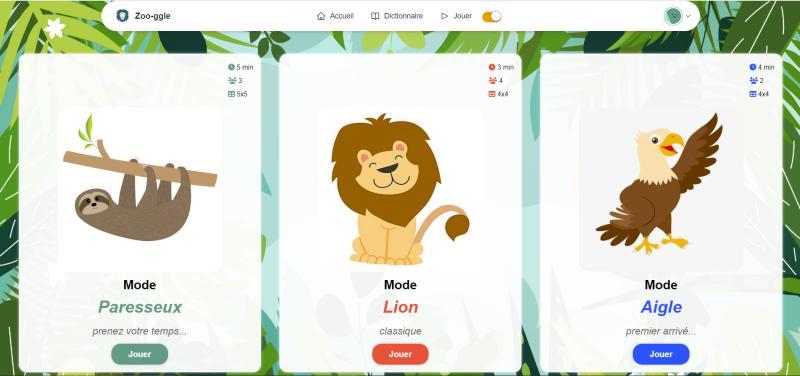 Zoo-ggle
Accueil
Dictionnaire
Jouer
5 min
3
5x5
Mode
Paresseux
prenez votre temps...
Jouer
3 min
4
4x4
Mode
Lion
classique
Jouer
4 min
2
4x4
Mode
Aigle
premier arrivé...
Jouer